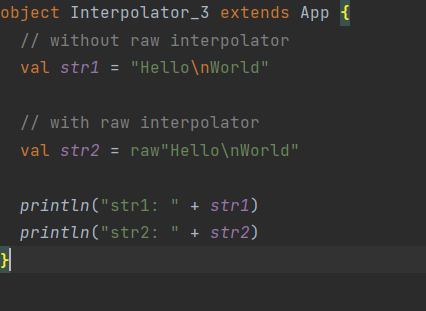 object Interpolator_3 extends App {
  // without raw interpolator
  val str1 = "Hello\nWorld"

  // with raw interpolator
  val str2 = raw"Hello\nWorld"

  println("str1: " + str1)
  println("str2: " + str2)
}